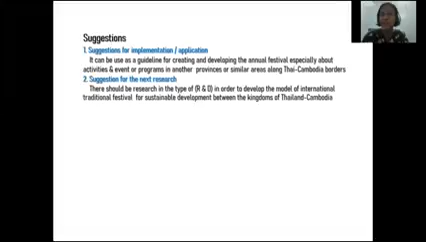 Suggestions
1. Suggestions for implementation / application
It can be use as a guideline for creating and developing the annual festival especially about
activities & event or programs in another provinces or similar areas along Thai-Cambodia borders
2. Suggestion for the next research
There should be research in the type of (R & D) in order to develop the model of international
traditional festival for sustainable development between the kingdoms of Thailand-Cambodia